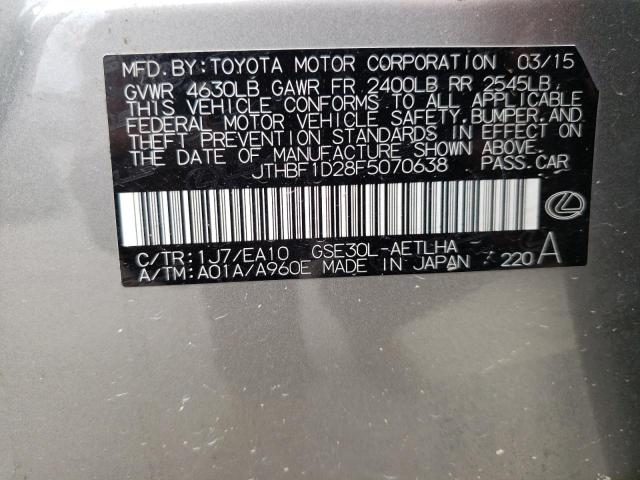 MFD.BY:TOYOTA MOTOR CORPORATION 03/15
GVWR 4630LB GAWR FR 2400LB RR 2545LB
THIS VEHICLE CONFORMS TO ALL APPLICABLE
FEDERAL MOTOR VEHICLE SAFETY,BUMPER,AND
THEFT PREVENTION STANDARDS IN EFFECT ON
THE DATE OF MANUFACTURE SHOWN ABOVE.
JTHBF1D28F5070638 PASS.CAR
C/TR:1J7/EA10 GSE30L-AETLHA
A/TM:A01A/A960E MADE IN JAPAN 220 A